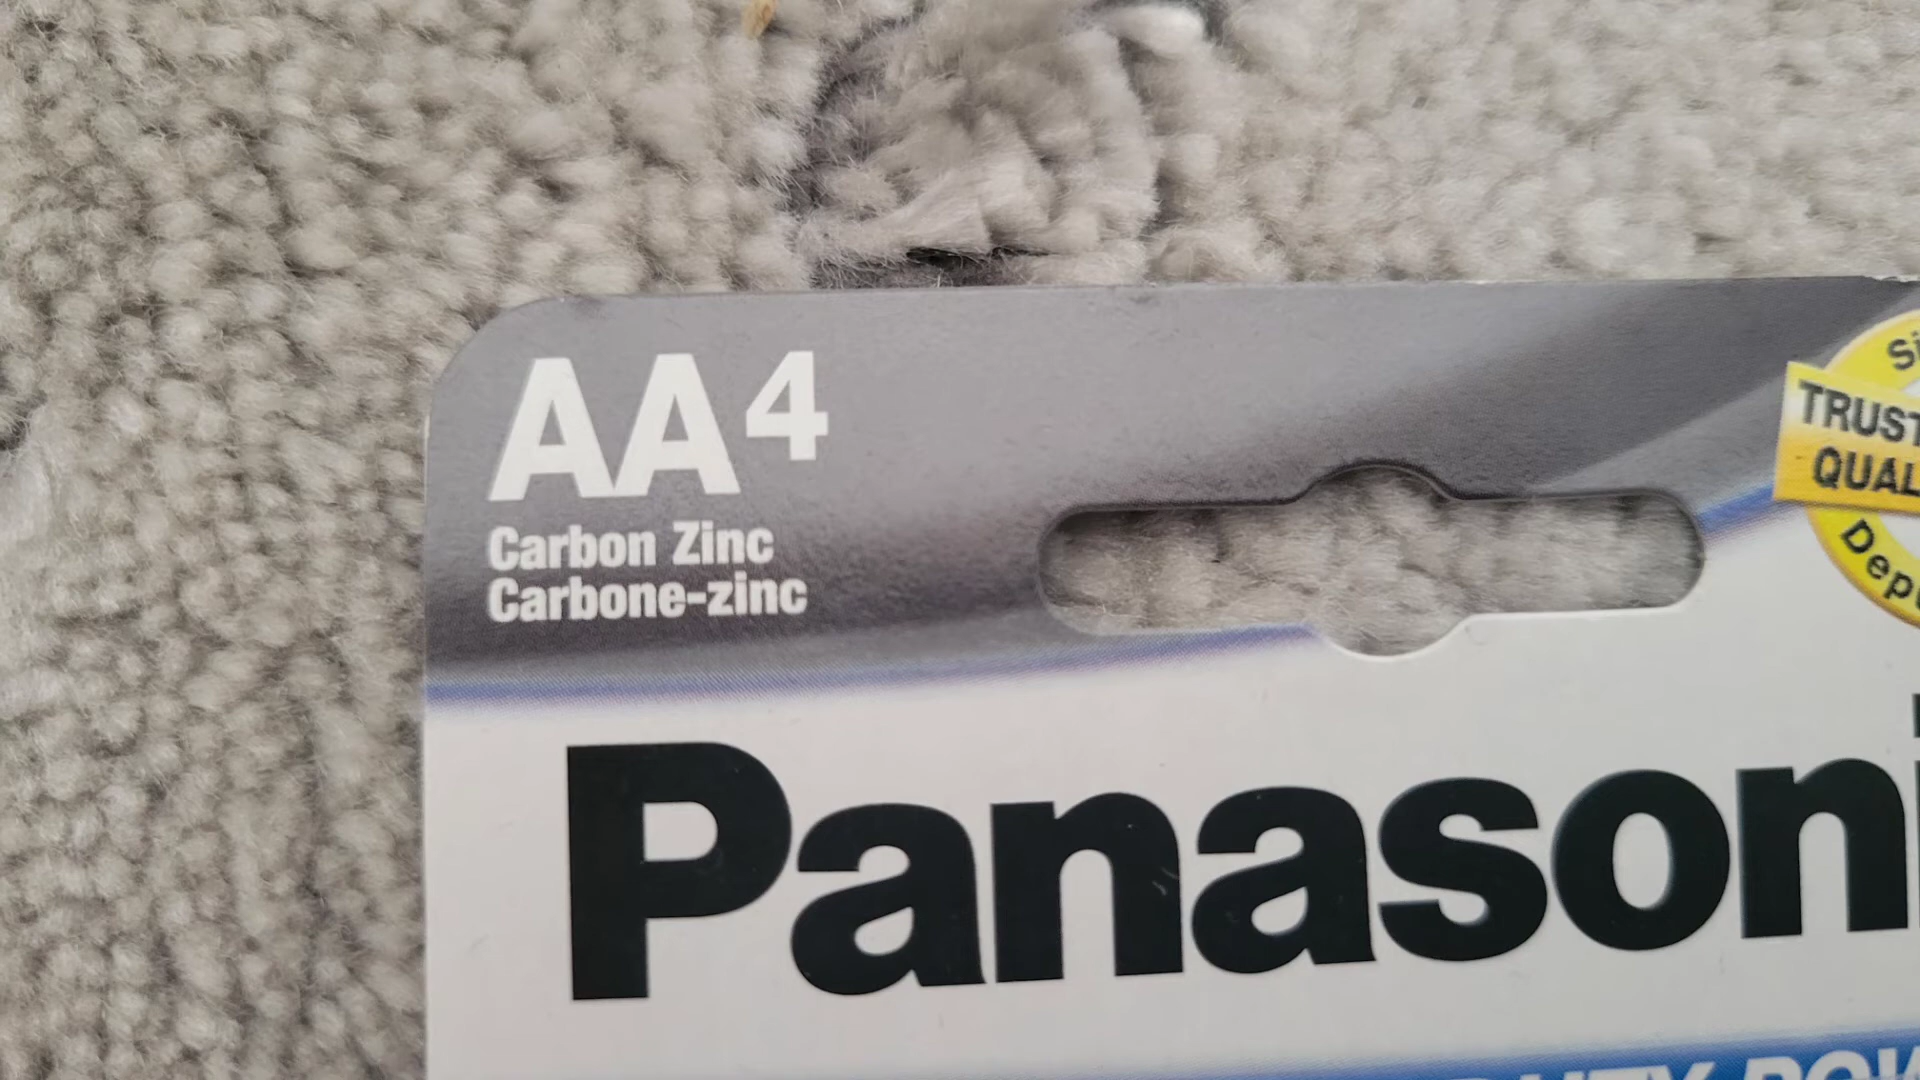 AA4
Carbon Zinc
Carbone-zinc
TRUST
QUAL
Panasoni